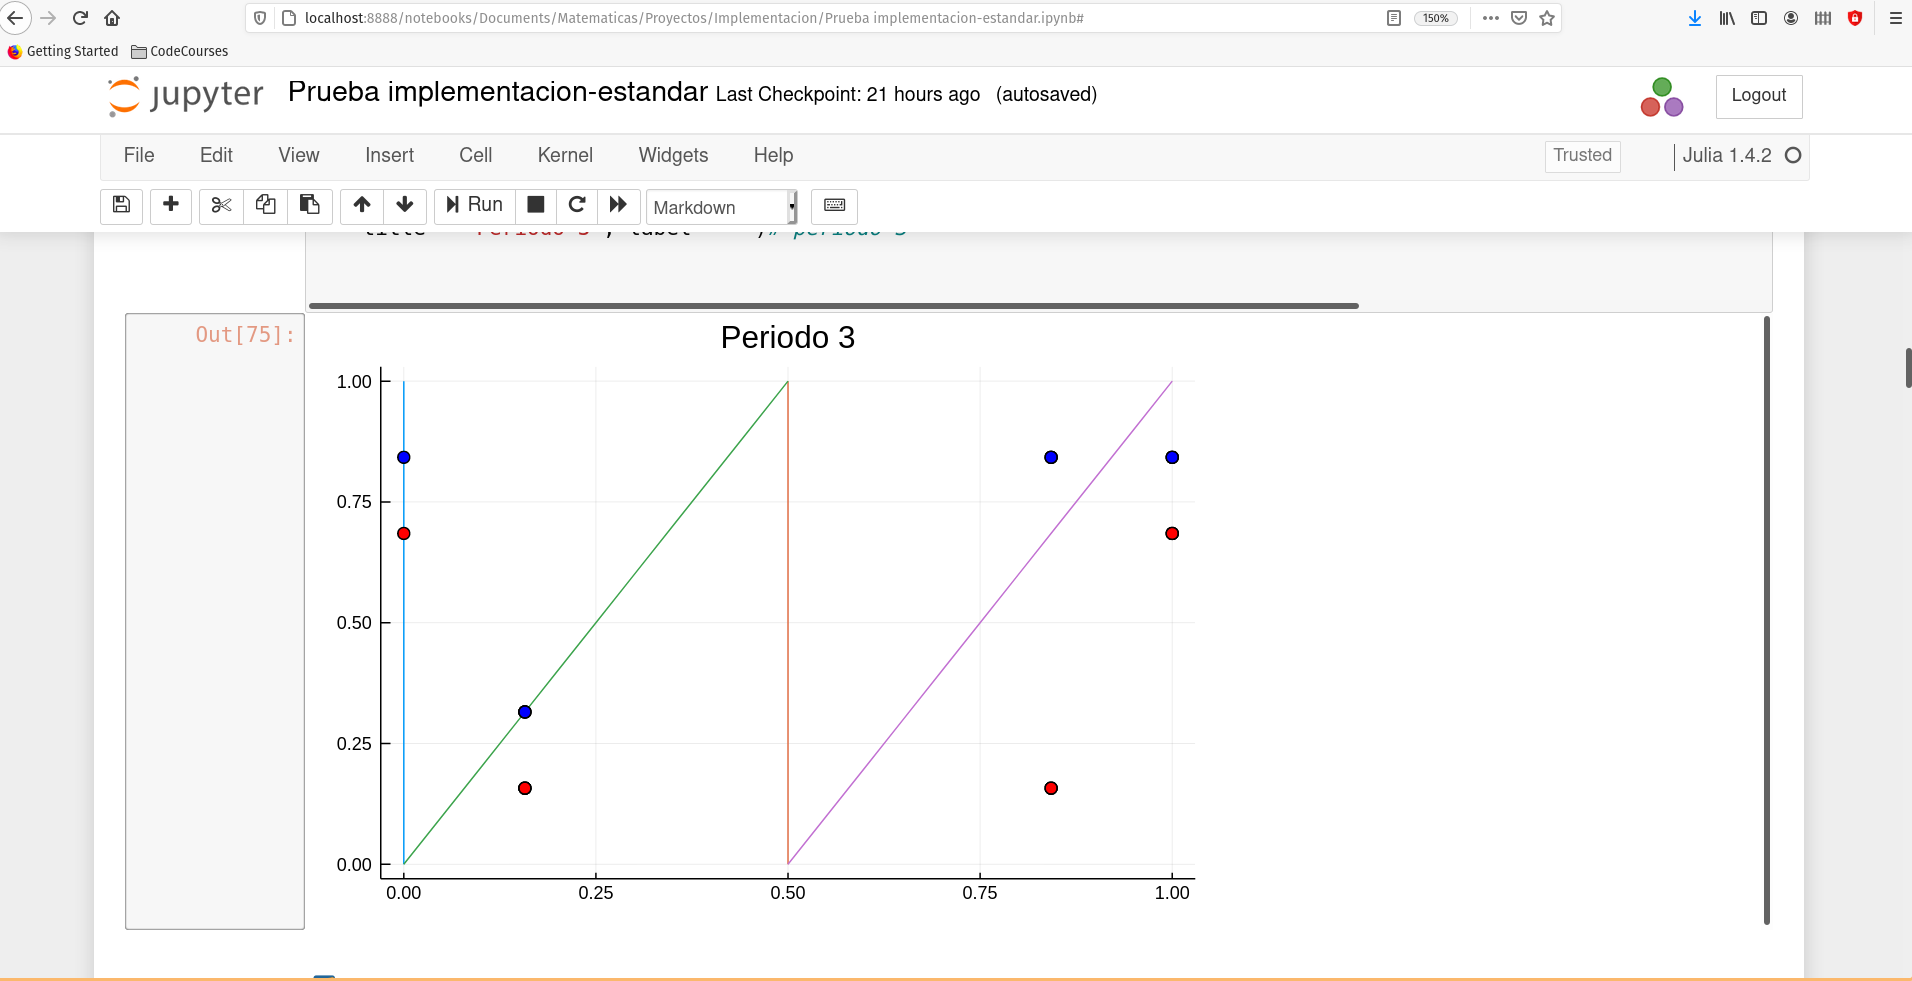 localhost:8888/notebooks/Documents/Matematicas/Proyectos/Implementacion/Prueba implementacion-estandar.ipynb#
150%
Getting Started
CodeCourses
jupyter
Prueba implementacion-estandar Last Checkpoint: 21 hours ago (autosaved)
Logout
File Edit View Insert Cell Kernel Widgets Help
Trusted
Julia 1.4.2
Run
Markdown
Out[75]:
Periodo 3
1.00
0.75
0.50
0.25
0.00
0.00 0.25 0.50 0.75 1.00